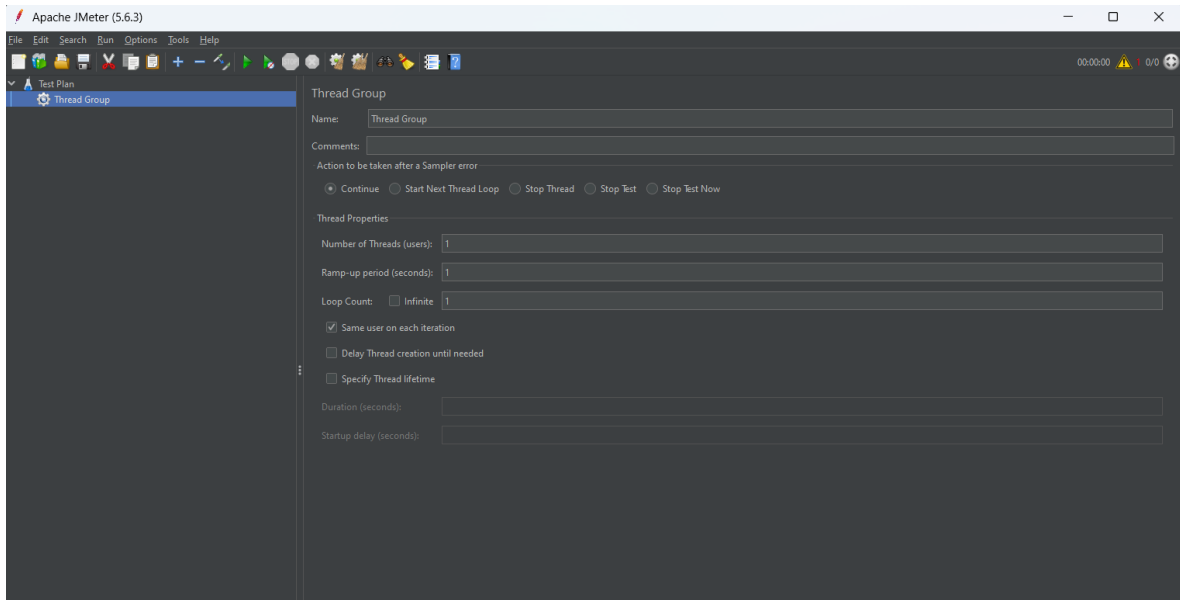 Apache JMeter (5.6.3)
File Edit Search Run Options Tools Help
00:00:00 0/0
Test Plan
Thread Group
Thread Group
Name: Thread Group
Comments:
Action to be taken after a Sampler error
Continue Start Next Thread Loop Stop Thread Stop Test Stop Test Now
Thread Properties
Number of Threads (users): 1
Ramp-up period (seconds): 1
Loop Count: Infinite 1
Same user on each iteration
Delay Thread creation until needed
Specify Thread lifetime
Duration (seconds):
Startup delay (seconds):